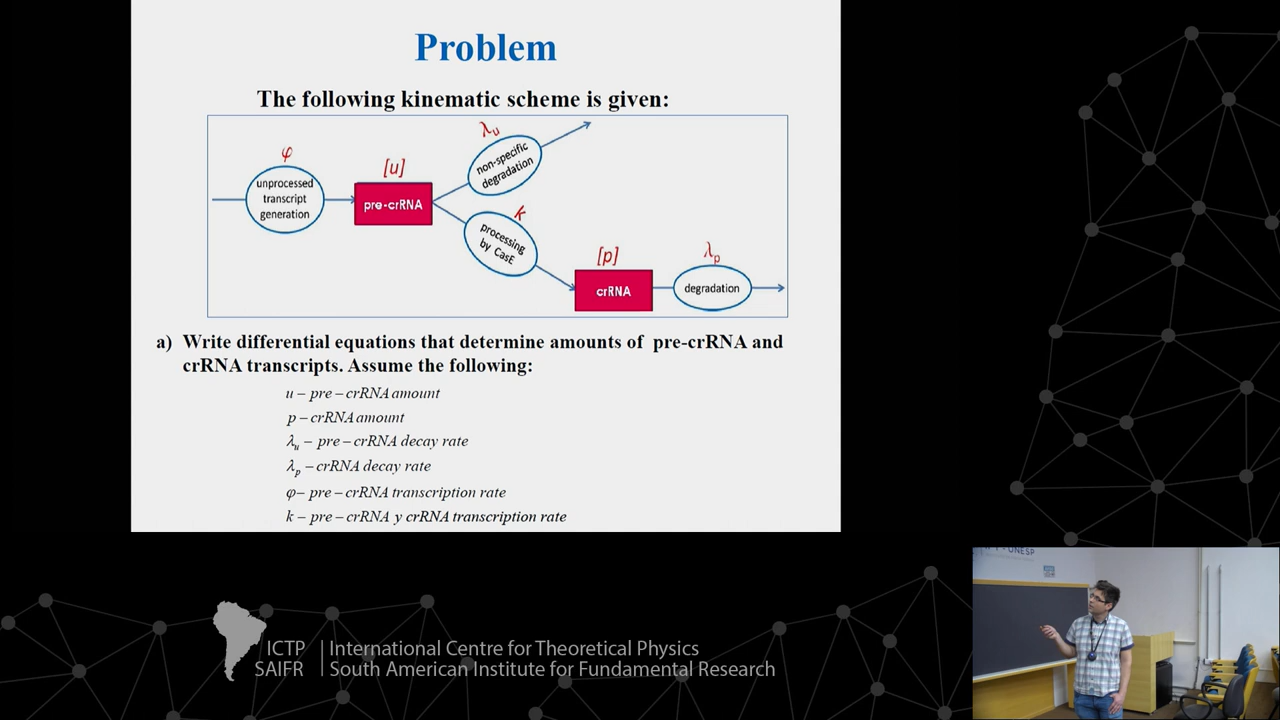 Problem
The following kinematic scheme is given:
φ
unprocessed
transcript
generation
[u]
pre-crRNA
λu
non-specific
degradation
k
processing
by CasE
[p]
crRNA
λp
degradation
a) Write differential equations that determine amounts of pre-crRNA and
crRNA transcripts. Assume the following:
u – pre – crRNA amount
p – crRNA amount
λu – pre – crRNA decay rate
λp – crRNA decay rate
φ – pre – crRNA transcription rate
k – pre – crRNA y crRNA transcription rate
UNESP
ICTP | International Centre for Theoretical Physics
SAIFR | South American Institute for Fundamental Research